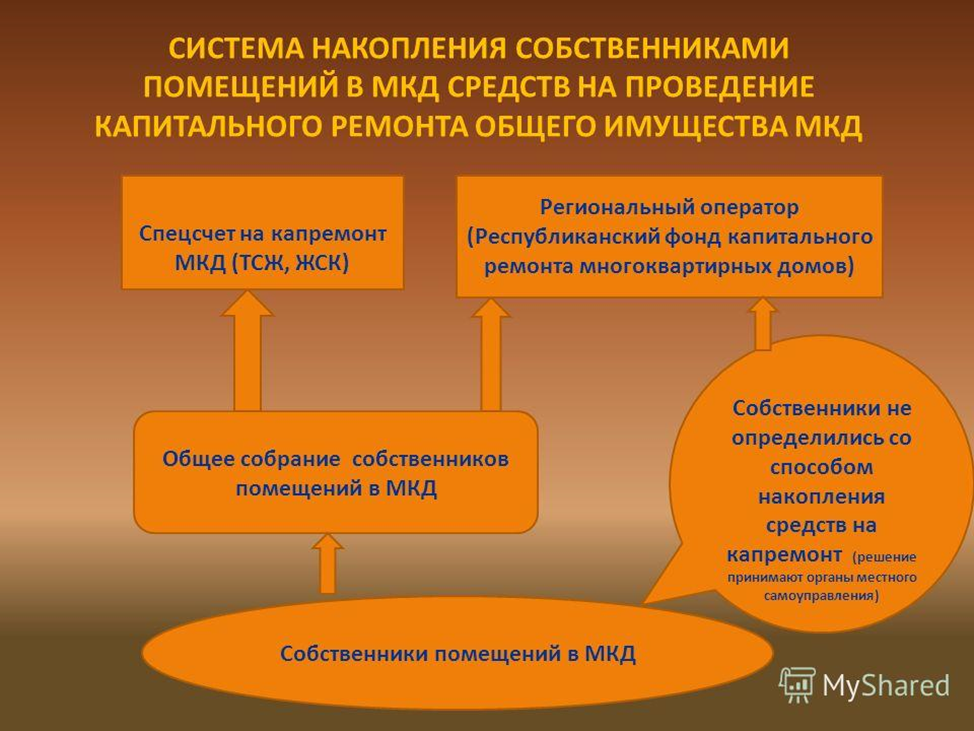 СИСТЕМА НАКОПЛЕНИЯ СОБСТВЕННИКАМИ
ПОМЕЩЕНИЙ В МКД СРЕДСТВ НА ПРОВЕДЕНИЕ
КАПИТАЛЬНОГО РЕМОНТА ОБЩЕГО ИМУЩЕСТВА МКД
Спецсчет на капремонт
МКД (ТСЖ, ЖСК)
Региональный оператор
(Республиканский фонд капитального
ремонта многоквартирных домов)
Общее собрание собственников
помещений в МКД
Собственники не
определились со
способом
накопления
средств на
капремонт (решение
принимают органы местного
самоуправления)
Собственники помещений в МКД
MyShared